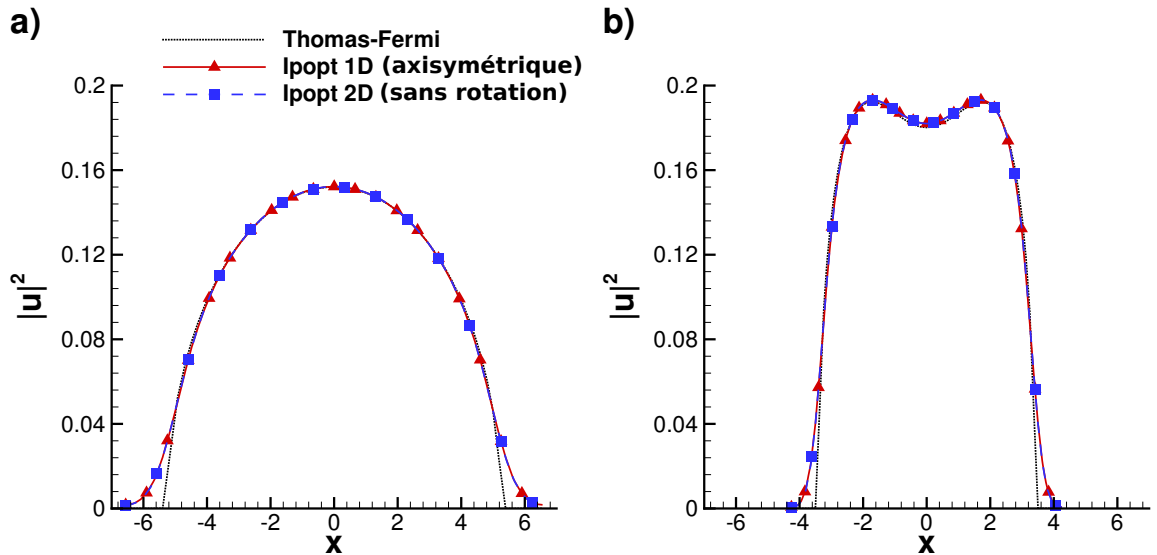 a)
Thomas-Fermi
Ipopt 1D (axisymétrique)
Ipopt 2D (sans rotation)
0.2
0.16
0.12
0.08
0.04
0
|u|²
-6 -4 -2 0 2 4 6
x
b)
0.2
0.16
0.12
0.08
0.04
0
|u|²
-6 -4 -2 0 2 4 6
x